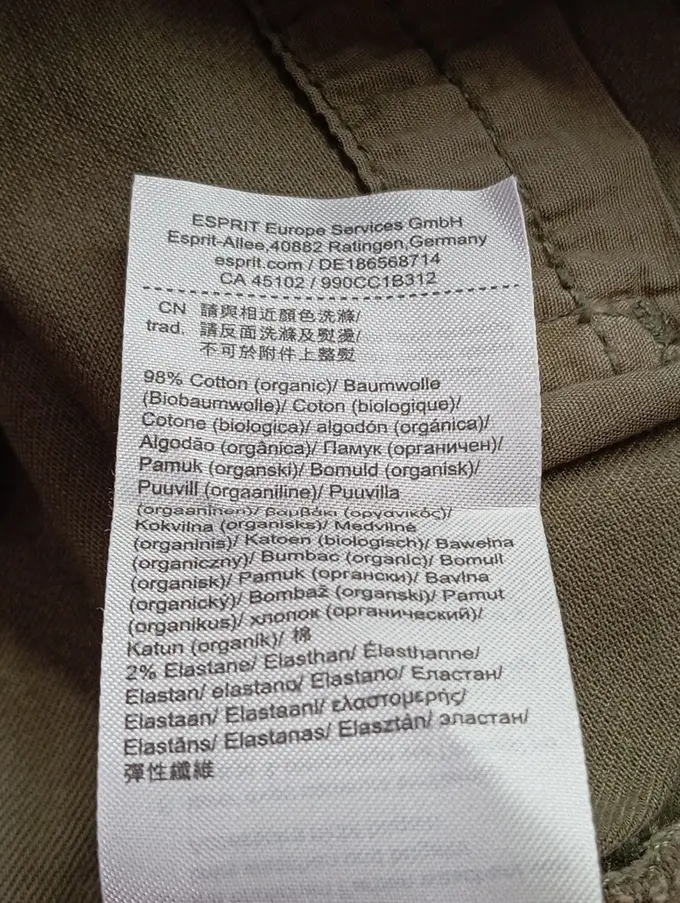 ESPRIT Europe Services GmbH
Esprit-Allee,40882 Ratingen,Germany
esprit.com / DE186568714
CA 45102 / 990CC1B312
CN 請與相近顏色洗滌/
trad. 請反面洗滌及熨燙/
不可於附件上整熨
98% Cotton (organic)/ Baumwolle
(Biobaumwolle)/ Coton (biologique)/
Cotone (biologica)/ algodón (orgánica)/
Algodão (orgânica)/ Памук (органичен)/
Pamuk (organski)/ Bomuld (organisk)/
Puuvill (orgaaniline)/ Puuvilla
(orgaaninen)/ βαμβάκι (οργανικός)/
Kokvilna (organisks)/ Medvilnė
(organinis)/ Katoen (biologisch)/ Bawełna
(organiczny)/ Bumbac (organic)/ Bomull
(organisk)/ Pamuk (органски)/ Bavlna
(organický)/ Bombaž (organski)/ Pamut
(organikus)/ хлопок (органический)/
Katun (organik)/ 棉
2% Elastane/ Elasthan/ Élasthanne/
Elastan/ elastano/ Elastano/ Еластан/
Elastaan/ Elastaani/ ελαστομερής/
Elastāns/ Elastanas/ Elasztán/ эластан/
彈性纖維